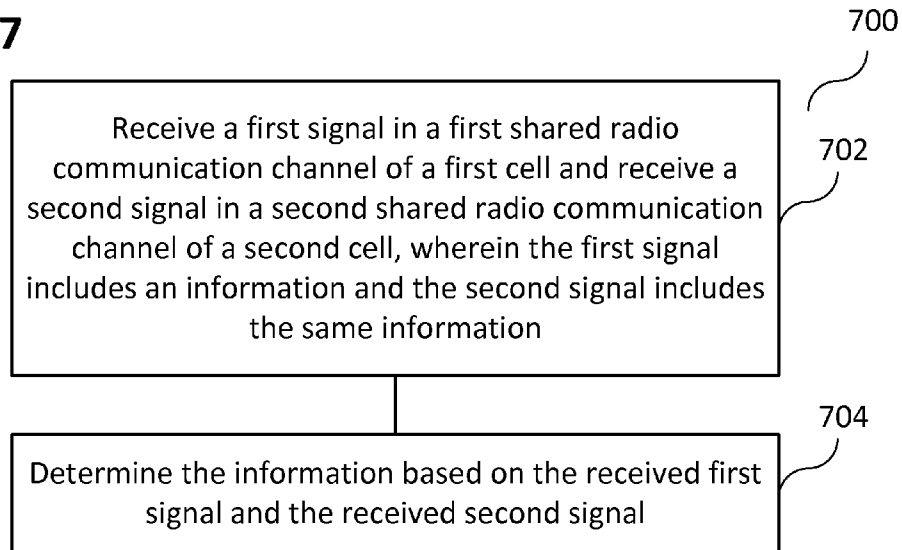 7
700
Receive a first signal in a first shared radio
communication channel of a first cell and receive a
second signal in a second shared radio communication
channel of a second cell, wherein the first signal
includes an information and the second signal includes
the same information
702
704
Determine the information based on the received first
signal and the received second signal